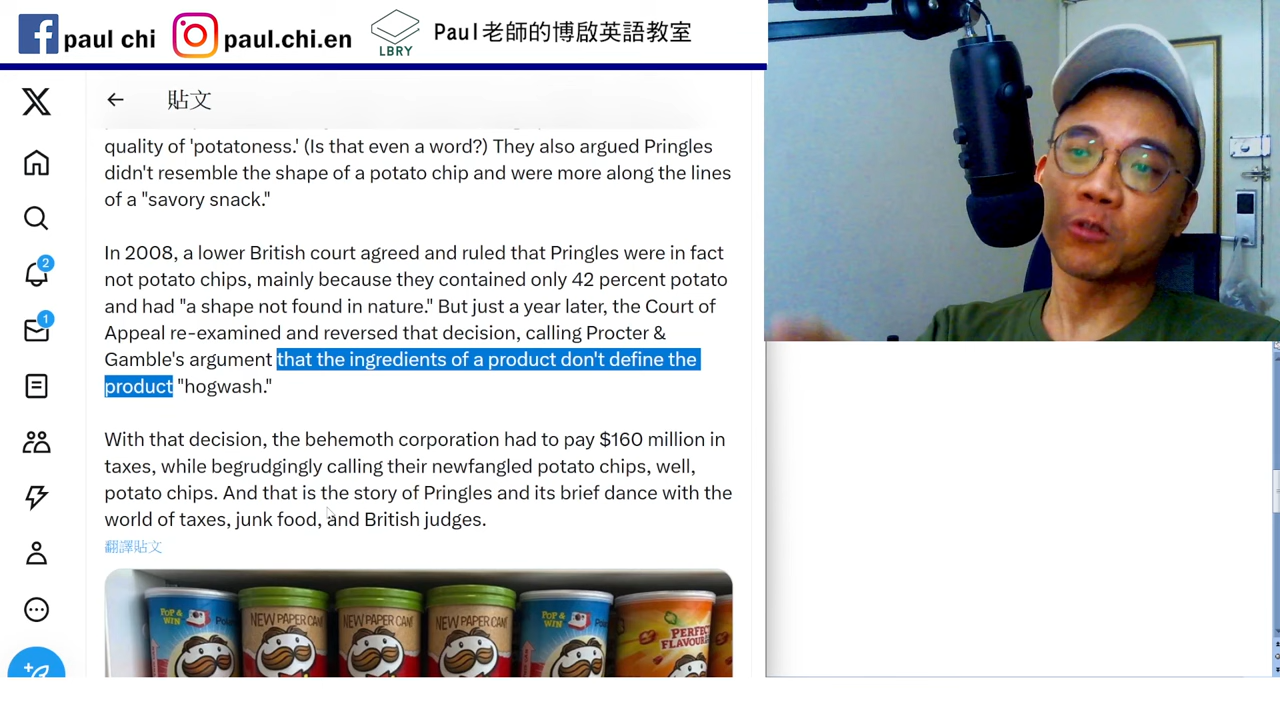 paul chi
paul.chi.en
LBRY
Paul老師的博啟英語教室
貼文
quality of 'potatoness.' (Is that even a word?) They also argued Pringles
didn't resemble the shape of a potato chip and were more along the lines
of a "savory snack."
In 2008, a lower British court agreed and ruled that Pringles were in fact
not potato chips, mainly because they contained only 42 percent potato
and had "a shape not found in nature." But just a year later, the Court of
Appeal re-examined and reversed that decision, calling Procter &
Gamble's argument that the ingredients of a product don't define the
product "hogwash."
2
1
With that decision, the behemoth corporation had to pay $160 million in
taxes, while begrudgingly calling their newfangled potato chips, well,
potato chips. And that is the story of Pringles and its brief dance with the
world of taxes, junk food, and British judges.
翻譯貼文
POP & WIN
NEW PAPER CAN!
NEW PAPER CAN!
NEW PAPER CAN!
POP & WIN
PERFECT FLAVOUR